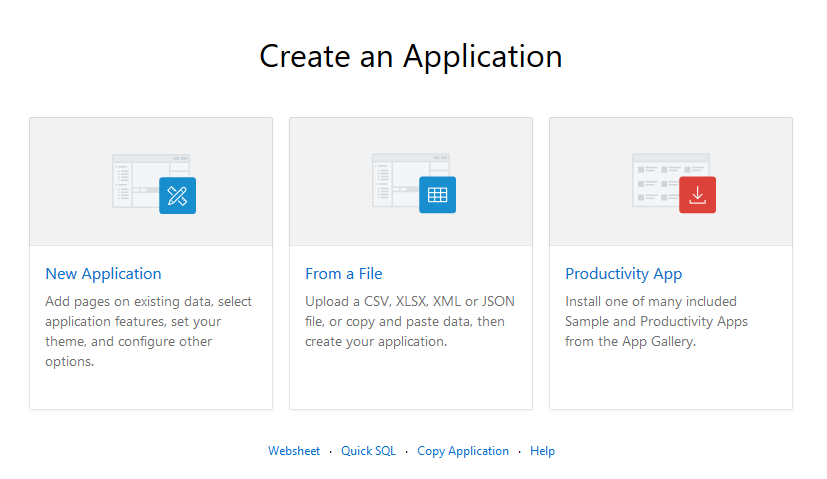 Create an Application
New Application
Add pages on existing data, select
application features, set your
theme, and configure other
options.
From a File
Upload a CSV, XLSX, XML or JSON
file, or copy and paste data, then
create your application.
Productivity App
Install one of many included
Sample and Productivity Apps
from the App Gallery.
Websheet · Quick SQL · Copy Application · Help